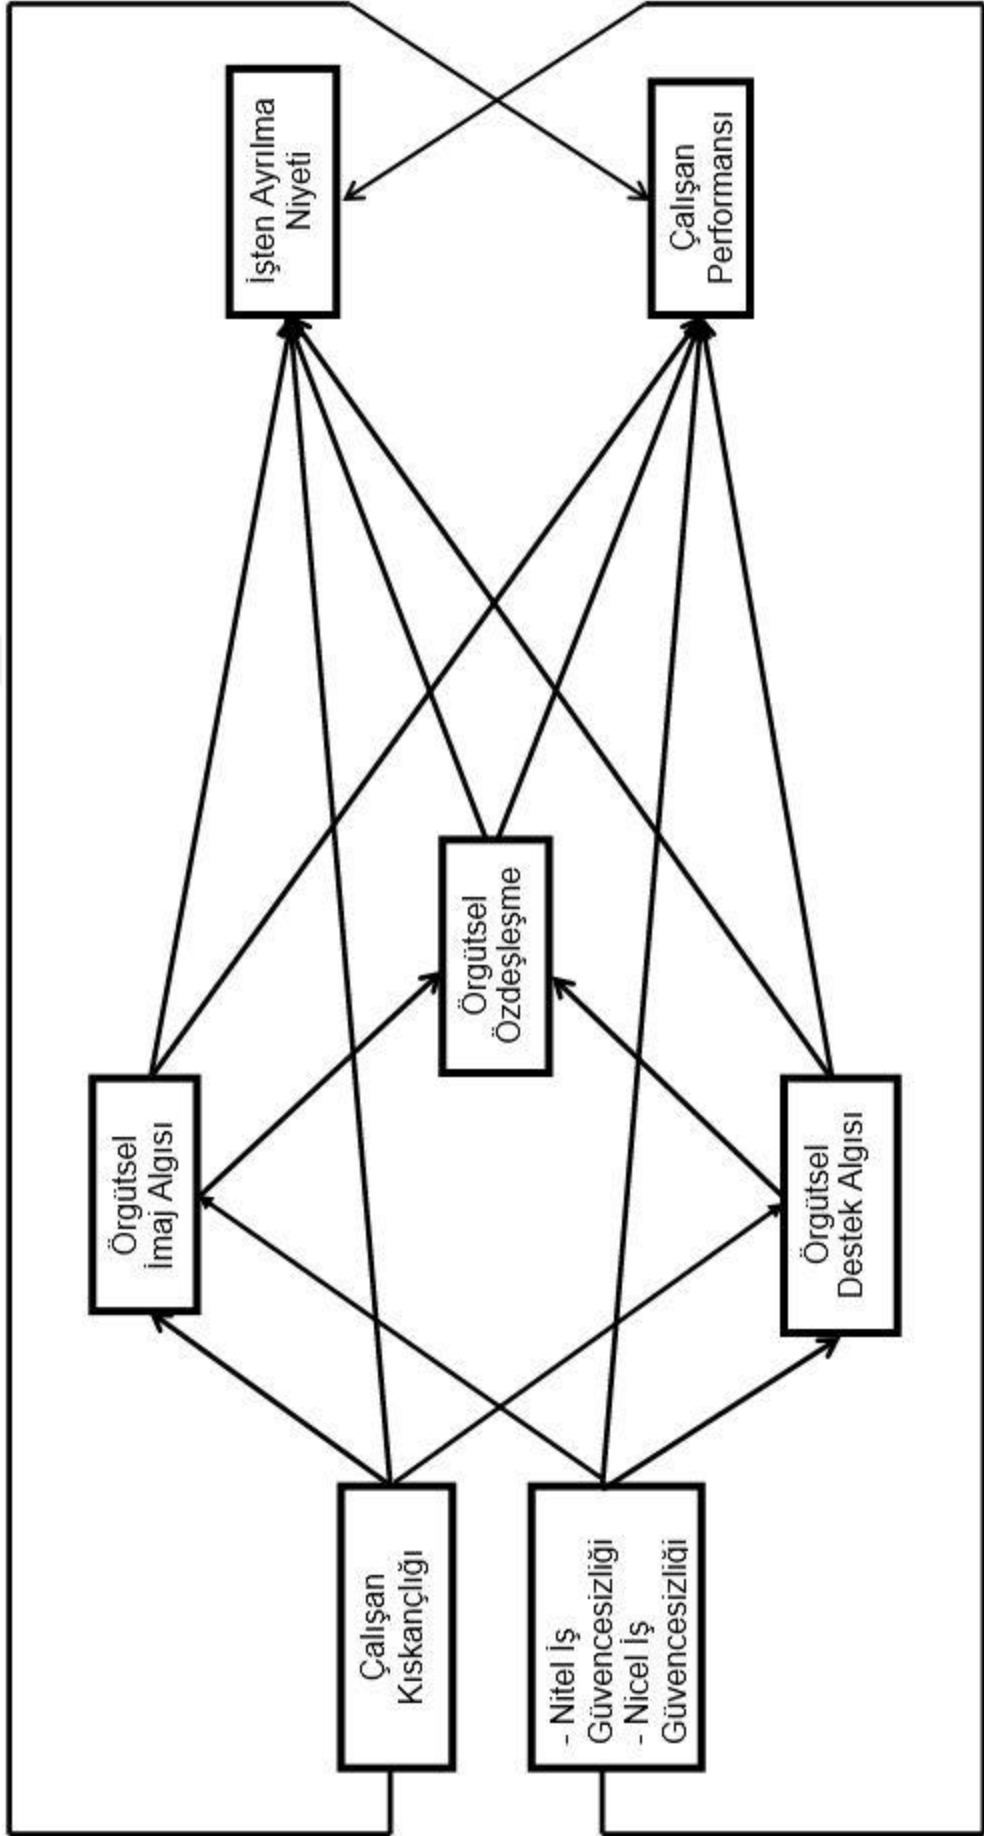 Örgütsel
İmaj Algısı
İşten Ayrılma
Niyeti
Çalışan
Kıskançlığı
Örgütsel
Özdeşleşme
- Nitel İş
Güvencesizliği
- Nicel İş
Güvencesizliği
Çalışan
Performansı
Örgütsel
Destek Algısı